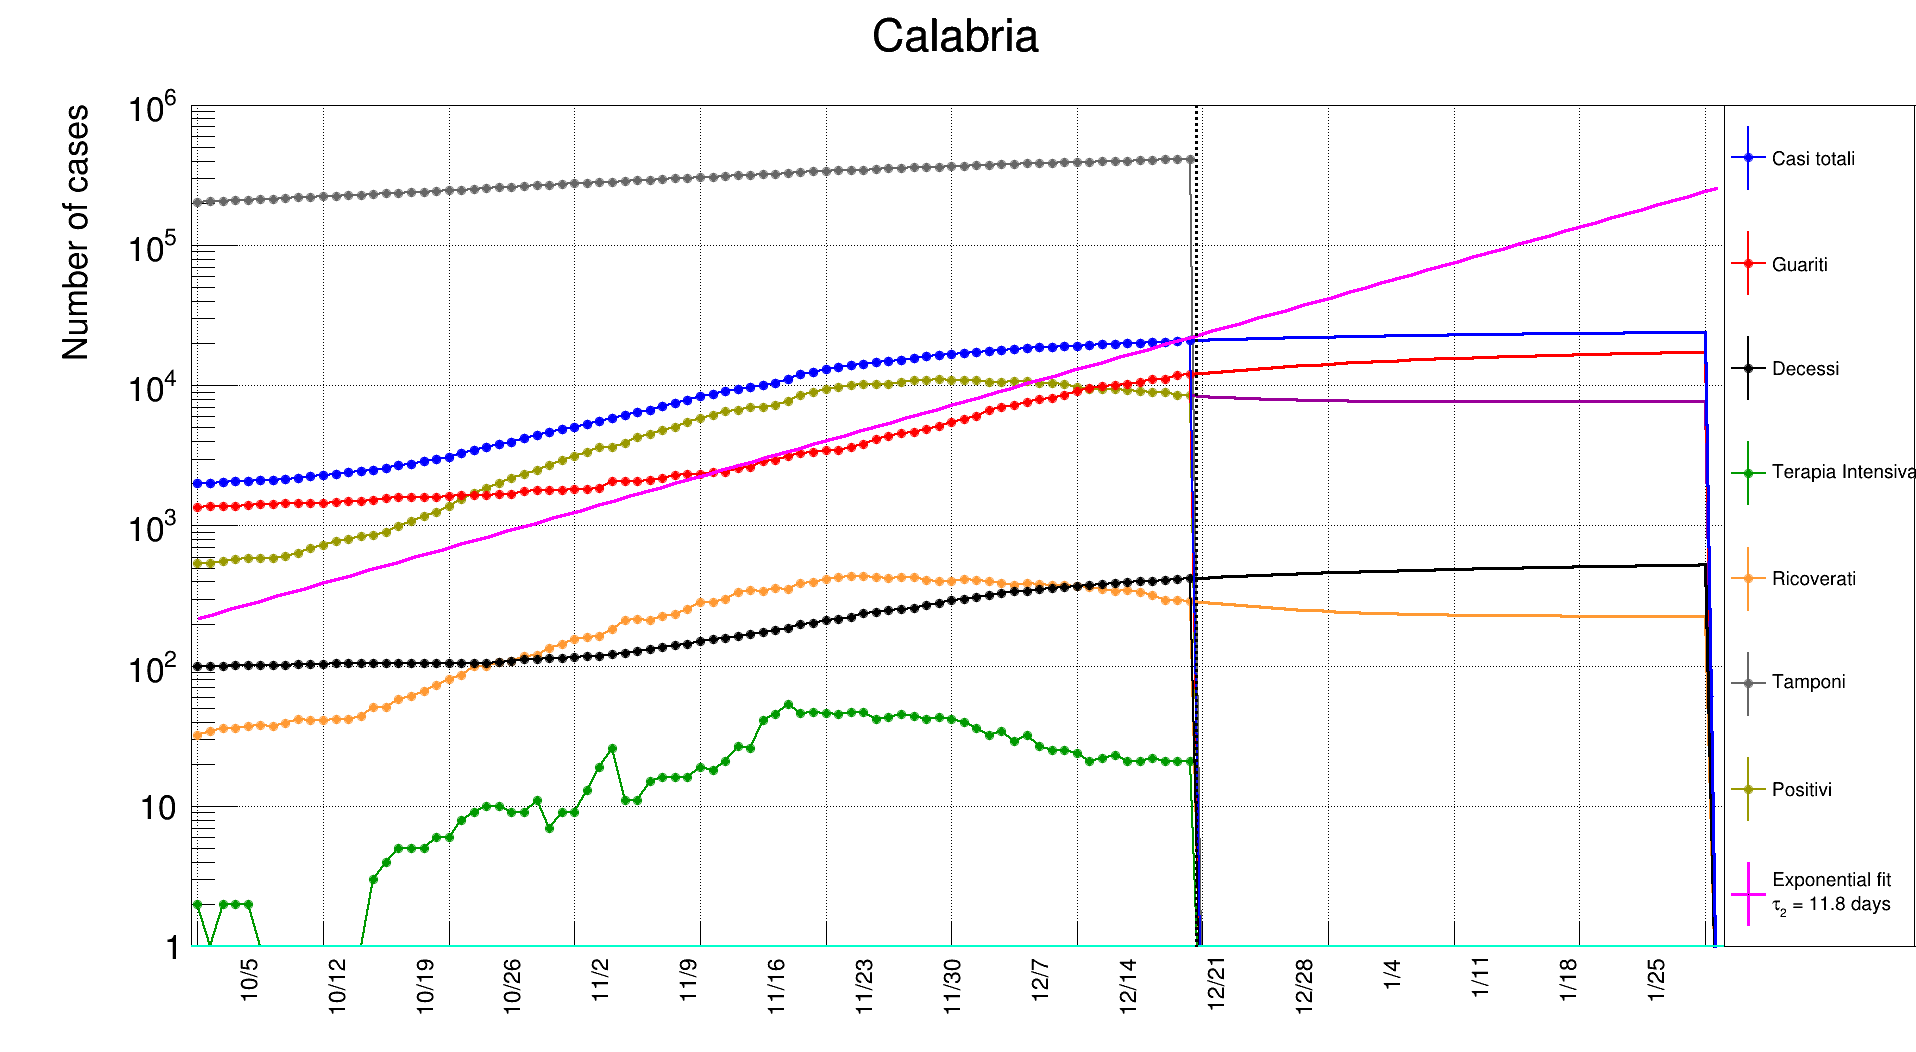 Calabria
Number of cases
10^6
10^5
10^4
10^3
10^2
10
1
10/5
10/12
10/19
10/26
11/2
11/9
11/16
11/23
11/30
12/7
12/14
12/21
12/28
1/4
1/11
1/18
1/25
Casi totali
Guariti
Decessi
Terapia Intensiva
Ricoverati
Tamponi
Positivi
Exponential fit
τ₂ = 11.8 days